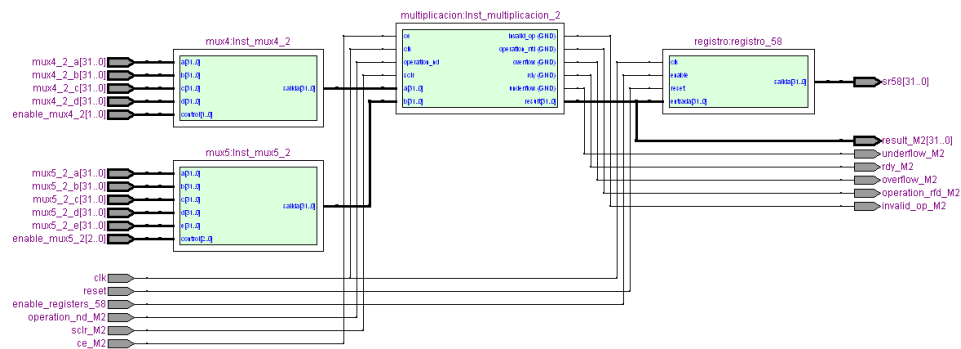 multiplicacion:Inst_multiplicacion_2
mux4:Inst_mux4_2
registro:registro_58
ce
invalid_op (GND)
clk
operation_rfd (GND)
operation_nd
overflow (GND)
sclr
rdy (GND)
a[31..0]
underflow (GND)
b[31..0]
result[31..0]
mux4_2_a[31..0]
mux4_2_b[31..0]
mux4_2_c[31..0]
mux4_2_d[31..0]
enable_mux4_2[1..0]
a[31..0]
b[31..0]
c[31..0]
d[31..0]
control[1..0]
salida[31..0]
clk
enable
reset
entrada[31..0]
salida[31..0]
sr58[31..0]
mux5:Inst_mux5_2
mux5_2_a[31..0]
mux5_2_b[31..0]
mux5_2_c[31..0]
mux5_2_d[31..0]
mux5_2_e[31..0]
enable_mux5_2[2..0]
a[31..0]
b[31..0]
c[31..0]
d[31..0]
e[31..0]
control[2..0]
salida[31..0]
result_M2[31..0]
underflow_M2
rdy_M2
overflow_M2
operation_rfd_M2
invalid_op_M2
clk
reset
enable_registers_58
operation_nd_M2
sclr_M2
ce_M2